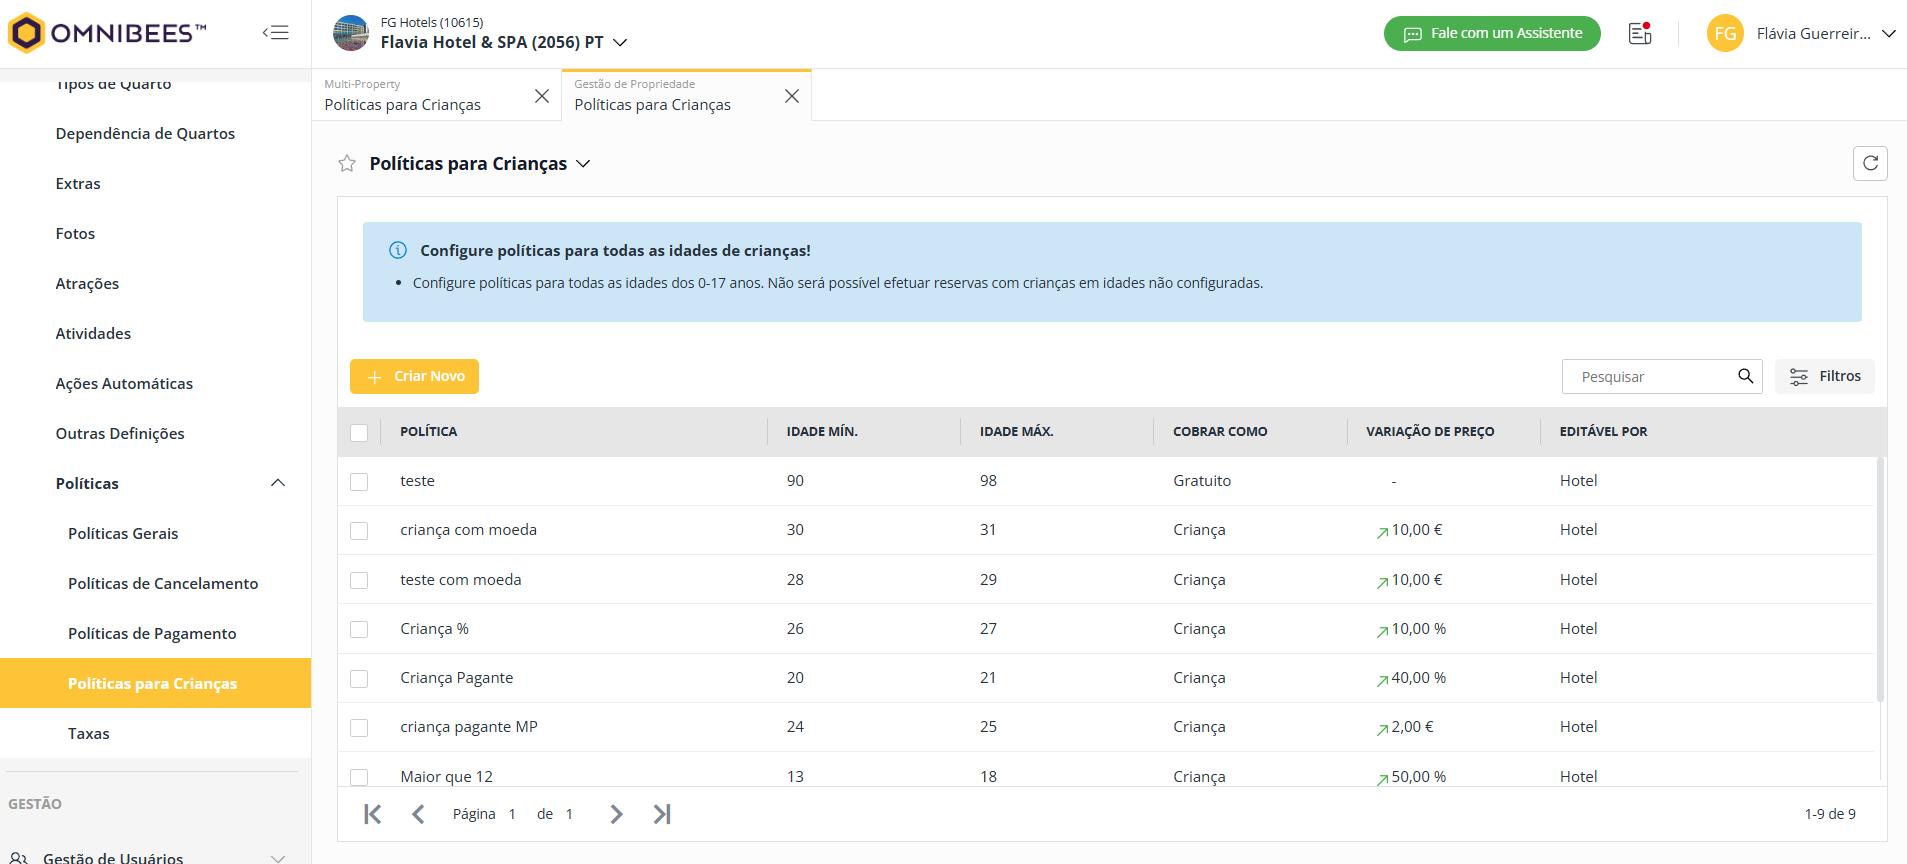 OMNIBEES™
FG Hotels (10615)
Flavia Hotel & SPA (2056) PT
Fale com um Assistente
FG
Flávia Guerreir...
Multi-Property
Políticas para Crianças
Gestão de Propriedade
Políticas para Crianças
Tipos de Quarto
Dependência de Quartos
Extras
Fotos
Atrações
Atividades
Ações Automáticas
Outras Definições
Políticas
Políticas Gerais
Políticas de Cancelamento
Políticas de Pagamento
Políticas para Crianças
Taxas
GESTÃO
Gestão de Usuários
Políticas para Crianças
Configure políticas para todas as idades de crianças!
• Configure políticas para todas as idades dos 0-17 anos. Não será possível efetuar reservas com crianças em idades não configuradas.
Criar Novo
Pesquisar
Filtros
POLÍTICA IDADE MÍN. IDADE MÁX. COBRAR COMO VARIAÇÃO DE PREÇO EDITÁVEL POR
teste 90 98 Gratuito - Hotel
criança com moeda 30 31 Criança 10,00 € Hotel
teste com moeda 28 29 Criança 10,00 € Hotel
Criança % 26 27 Criança 10,00 % Hotel
Criança Pagante 20 21 Criança 40,00 % Hotel
criança pagante MP 24 25 Criança 2,00 € Hotel
Maior que 12 13 18 Criança 50,00 % Hotel
Página 1 de 1
1-9 de 9